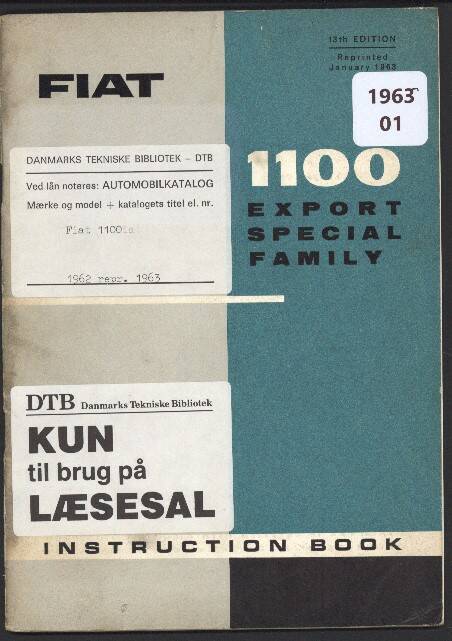 13th EDITION
Reprinted
January 1963
FIAT
1963
01
DANMARKS TEKNISKE BIBLIOTEK - DTB
Ved lån noteres: AUTOMOBILKATALOG
Mærke og model + katalogets titel el. nr.
Fiat 1100
1962 repr. 1963
1100
EXPORT
SPECIAL
FAMILY
DTB Danmarks Tekniske Bibliotek
KUN
til brug på
LÆSESAL
INSTRUCTION BOOK